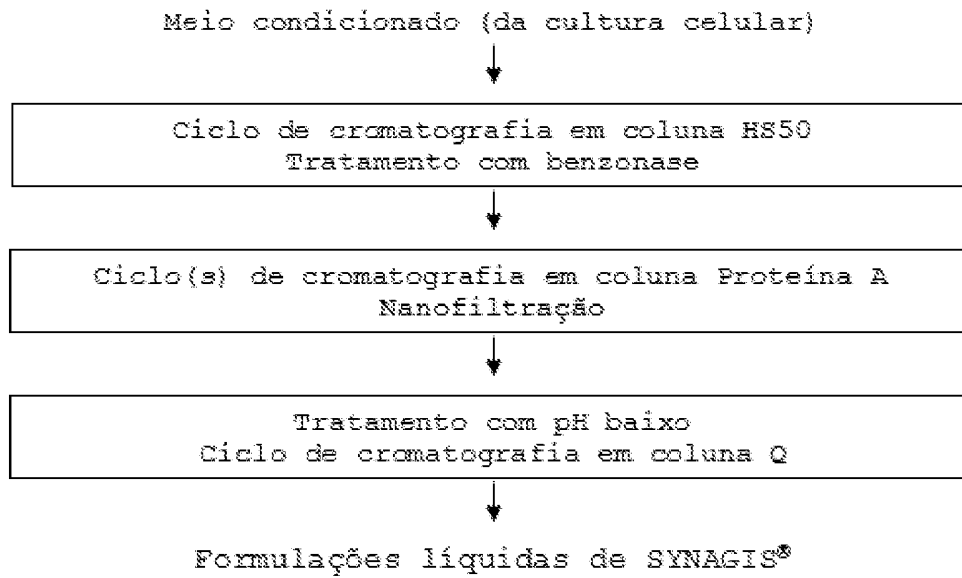 Meio condicionado (da cultura celular)
Ciclo de cromatografia em coluna HS50
Tratamento com benzonase
Ciclo(s) de cromatografia em coluna Proteína A
Nanofiltração
Tratamento com pH baixo
Ciclo de cromatografia em coluna Q
Formulações líquidas de SYNAGIS®